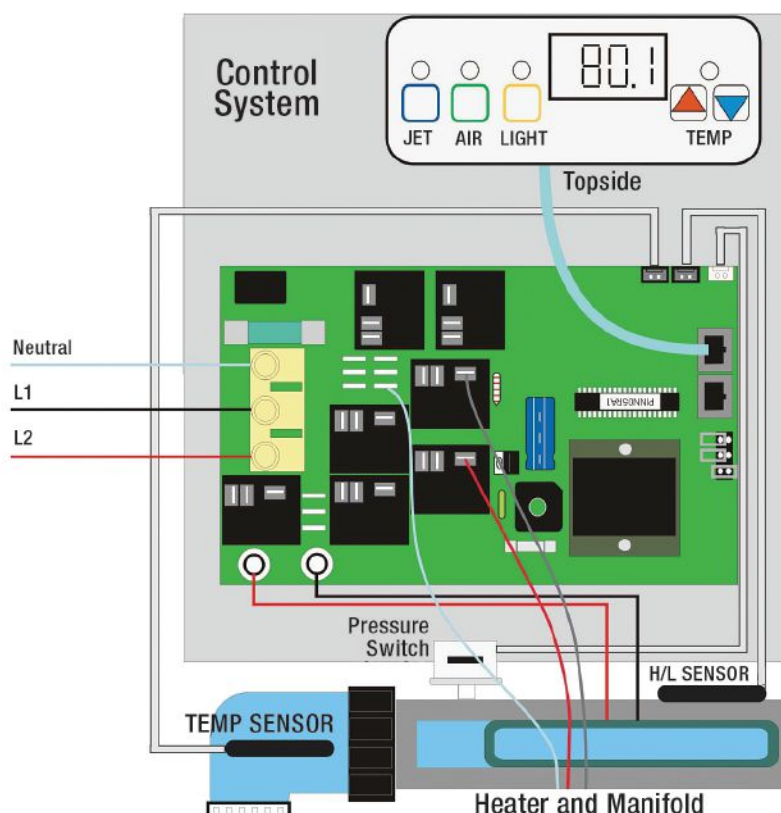 Control
System
80.1
JET AIR LIGHT TEMP
Topside
Neutral
L1
L2
PINN05RA1
Pressure
Switch
H/L SENSOR
TEMP SENSOR
Heater and Manifold